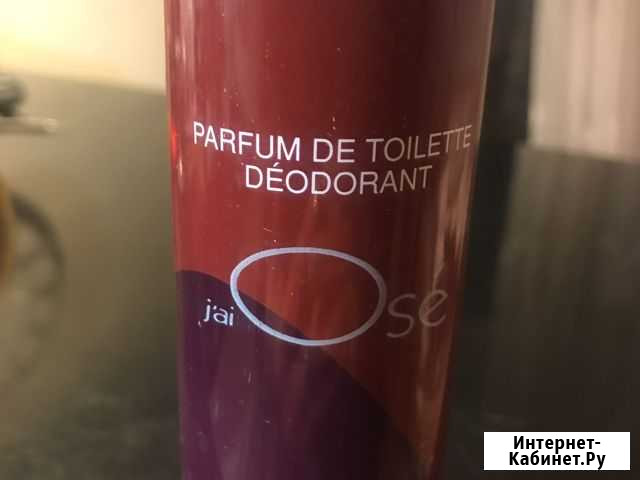 PARFUM DE TOILETTE
DÉODORANT
j'ai Osé
Интернет-
Кабинет.Ру